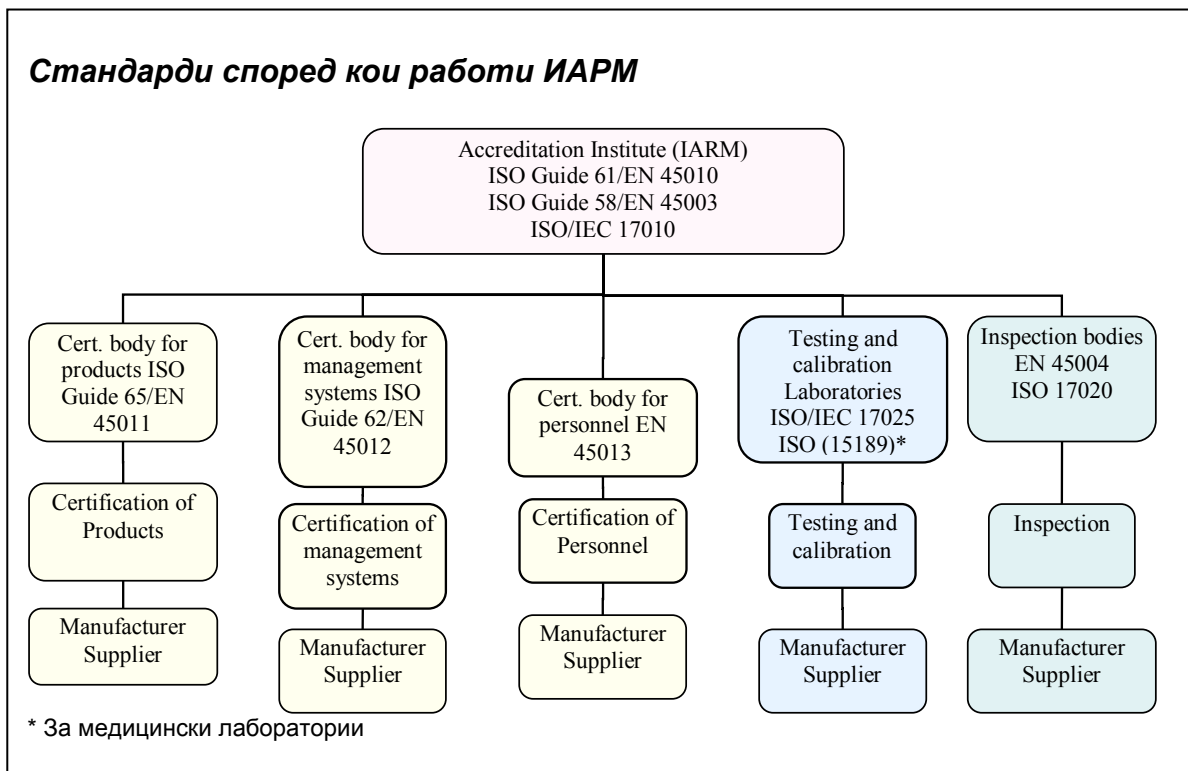 Стандарди според кои работи ИАРМ
Accreditation Institute (IARM)
ISO Guide 61/EN 45010
ISO Guide 58/EN 45003
ISO/IEC 17010
Cert. body for
products ISO
Guide 65/EN
45011
Cert. body for
management
systems ISO
Guide 62/EN
45012
Cert. body for
personnel EN
45013
Testing and
calibration
Laboratories
ISO/IEC 17025
ISO (15189)*
Inspection bodies
EN 45004
ISO 17020
Certification of
Products
Certification of
management
systems
Certification of
Personnel
Testing and
calibration
Inspection
Manufacturer
Supplier
Manufacturer
Supplier
Manufacturer
Supplier
Manufacturer
Supplier
Manufacturer
Supplier
* За медицински лаборатории